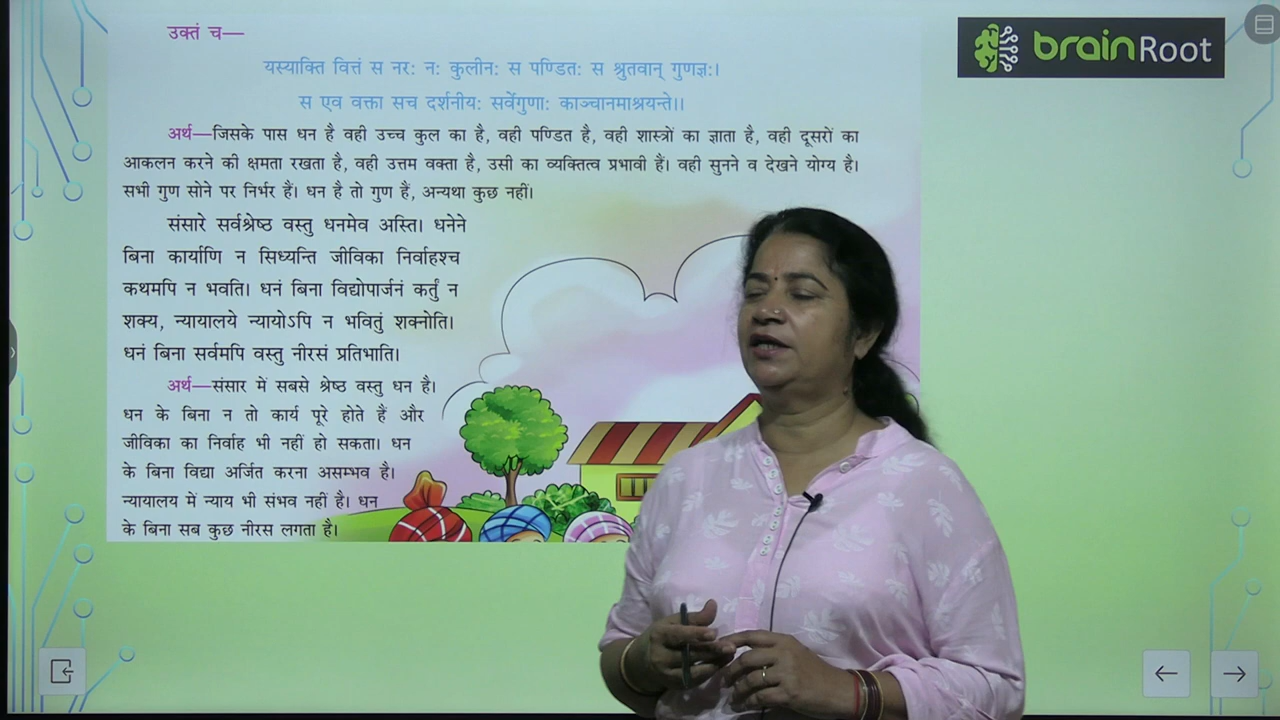 उक्तं च—
brainRoot
यस्याक्ति वित्तं स नरः नः कुलीनः स पण्डितः स श्रुतवान् गुणज्ञः।
स एव वक्ता सच दर्शनीयः सर्वेगुणाः काञ्चानमाश्रयन्ते।।
अर्थ—जिसके पास धन है वही उच्च कुल का है, वही पण्डित है, वही शास्त्रों का ज्ञाता है, वही दूसरों का
आकलन करने की क्षमता रखता है, वही उत्तम वक्ता है, उसी का व्यक्तित्व प्रभावी हैं। वही सुनने व देखने योग्य है।
सभी गुण सोने पर निर्भर हैं। धन है तो गुण हैं, अन्यथा कुछ नहीं।
संसारे सर्वश्रेष्ठ वस्तु धनमेव अस्ति। धनेने
बिना कार्याणि न सिध्यन्ति जीविका निर्वाहश्च
कथमपि न भवति। धनं बिना विद्योपार्जनं कर्तुं न
शक्य, न्यायालये न्यायोऽपि न भवितुं शक्नोति।
धनं बिना सर्वमपि वस्तु नीरसं प्रतिभाति।
अर्थ—संसार में सबसे श्रेष्ठ वस्तु धन है।
धन के बिना न तो कार्य पूरे होते हैं और
जीविका का निर्वाह भी नहीं हो सकता। धन
के बिना विद्या अर्जित करना असम्भव है।
न्यायालय में न्याय भी संभव नहीं है। धन
के बिना सब कुछ नीरस लगता है।